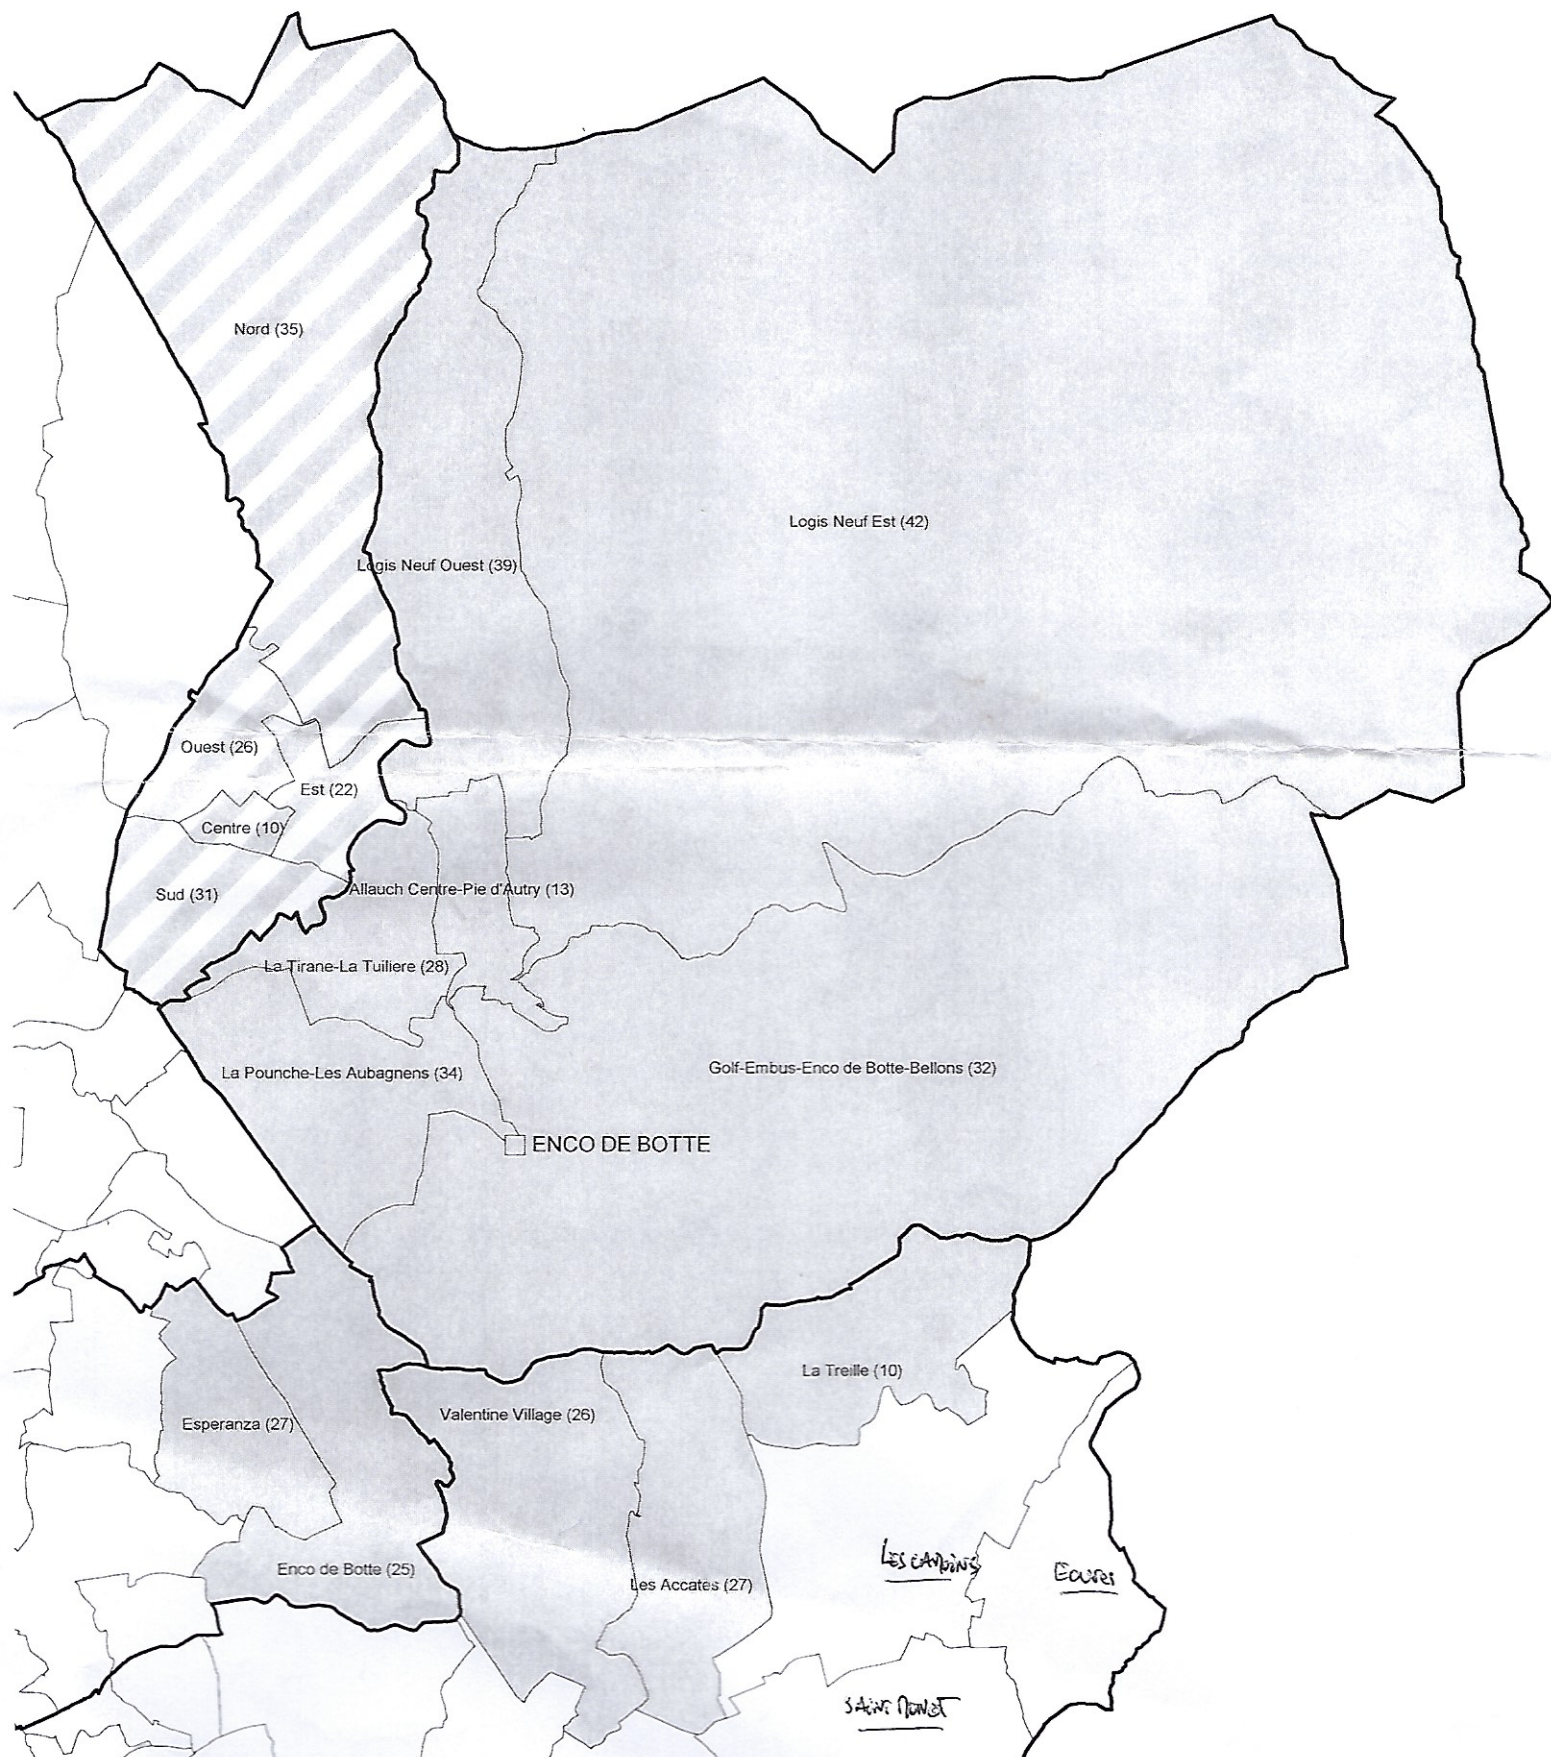 Nord (35)
Logis Neuf Est (42)
Logis Neuf Ouest (39)
Ouest (26)
Est (22)
Centre (10)
Sud (31)
Allauch Centre-Pie d'Autry (13)
La Tirane-La Tuiliere (28)
La Pounche-Les Aubagnens (34)
Golf-Embus-Enco de Botte-Bellons (32)
ENCO DE BOTTE
La Treille (10)
Valentine Village (26)
Esperanza (27)
Enco de Botte (25)
Les Accates (27)
LES CAMOINS
SAINT MENET